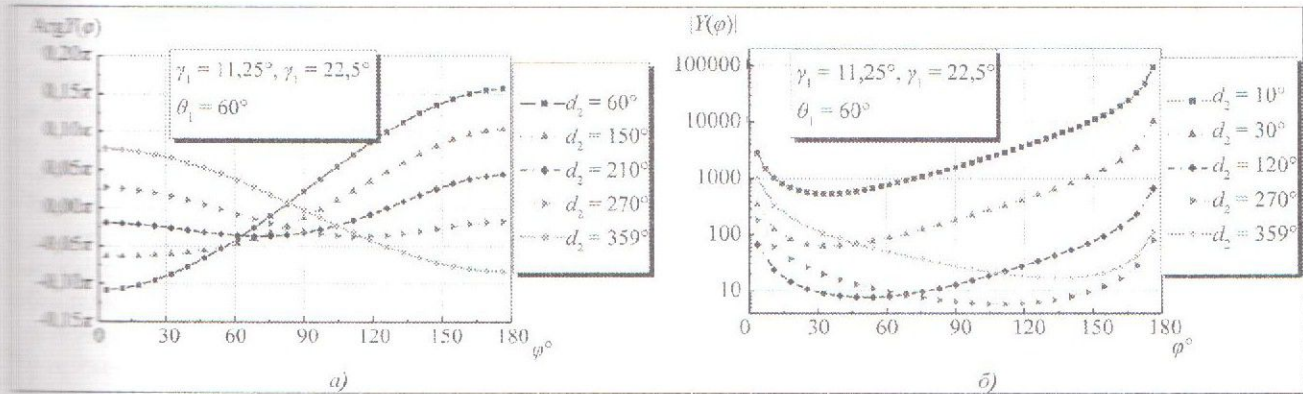 ArgY(φ)
0,20π
0,15π
0,10π
0,05π
0,00π
-0,05π
-0,10π
-0,15π
0 30 60 90 120 150 180
φ°
γ₁ = 11,25°, γ₁ = 22,5°
θ₁ = 60°
d₂ = 60°
d₂ = 150°
d₂ = 210°
d₂ = 270°
d₂ = 359°
а)
|Y(φ)|
100000
10000
1000
100
10
0 30 60 90 120 150 180
φ°
γ₁ = 11,25°, γ₁ = 22,5°
θ₁ = 60°
d₂ = 10°
d₂ = 30°
d₂ = 120°
d₂ = 270°
d₂ = 359°
б)